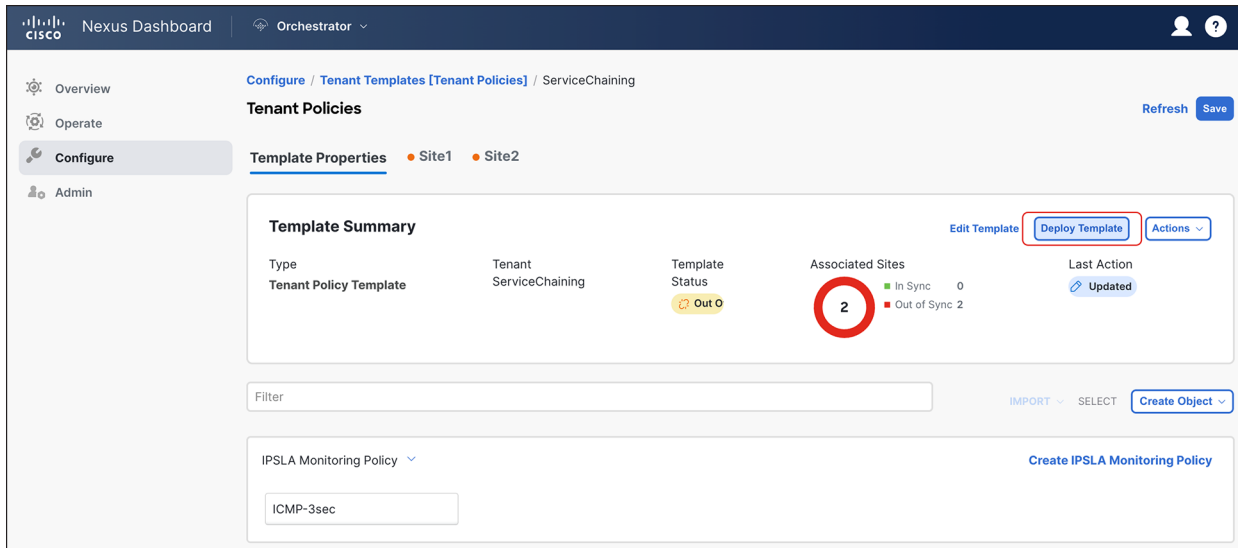 CISCO Nexus Dashboard Orchestrator ?
Overview
Operate
Configure
Admin
Configure / Tenant Templates [Tenant Policies] / ServiceChaining
Tenant Policies
Refresh Save
Template Properties Site1 Site2
Template Summary
Edit Template Deploy Template Actions
Type
Tenant Policy Template
Tenant
ServiceChaining
Template
Status
Out O
Associated Sites
2
In Sync 0
Out of Sync 2
Last Action
Updated
Filter
IMPORT SELECT Create Object
IPSLA Monitoring Policy
Create IPSLA Monitoring Policy
ICMP-3sec